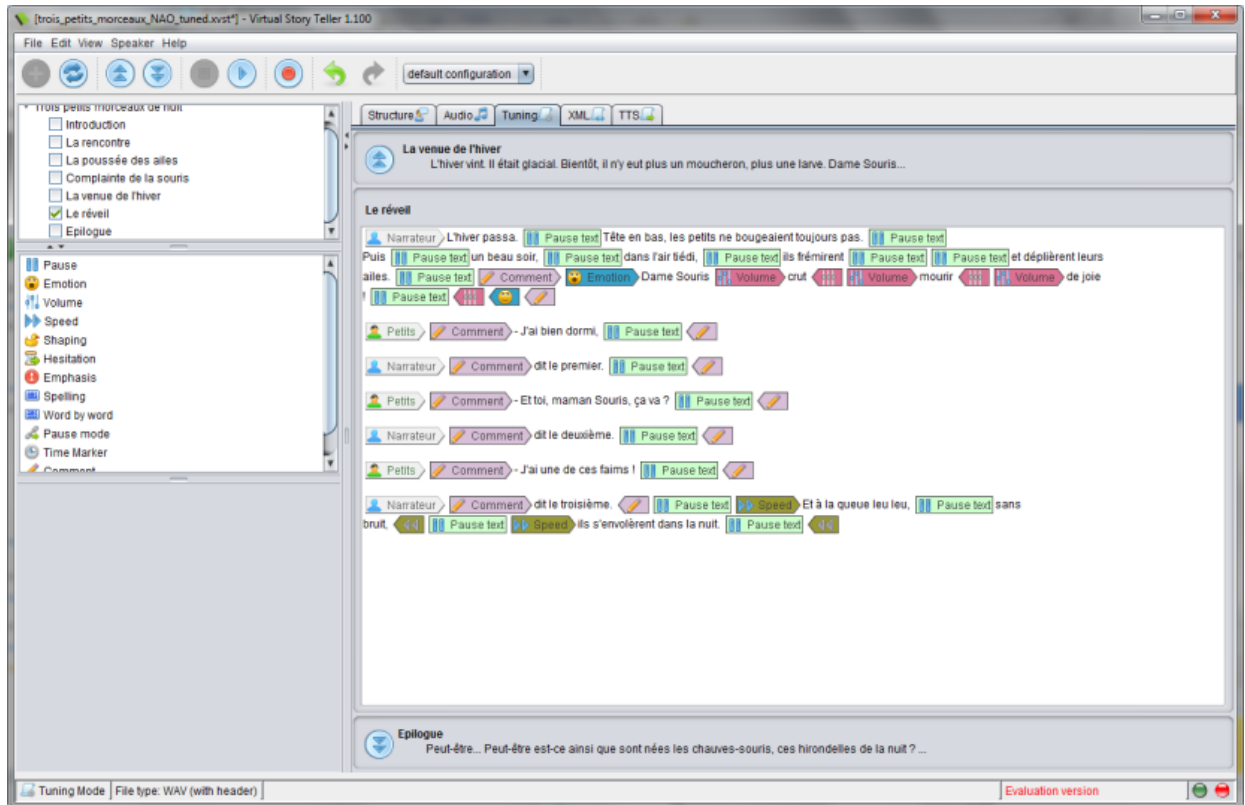 [trois_petits_morceaux_NAO_tuned.xvst*] - Virtual Story Teller 1.100
File Edit View Speaker Help
default configuration
Trois petits morceaux de nuit
Introduction
La rencontre
La poussée des ailes
Complainte de la souris
La venue de l'hiver
Le réveil
Epilogue
Pause
Emotion
Volume
Speed
Shaping
Hesitation
Emphasis
Spelling
Word by word
Pause mode
Time Marker
Comment
Structure Audio Tuning XML TTS
La venue de l'hiver
L'hiver vint. Il était glacial. Bientôt, il n'y eut plus un moucheron, plus une larve. Dame Souris...
Le réveil
Narrateur L'hiver passa. Pause text Tête en bas, les petits ne bougeaient toujours pas. Pause text
Puis Pause text un beau soir, Pause text dans l'air tiédi, Pause text ils frémirent Pause text Pause text et déplièrent leurs
ailes. Pause text Comment Emotion Dame Souris Volume crut Volume mourir Volume de joie
! Pause text
Petits Comment - J'ai bien dormi, Pause text
Narrateur Comment dit le premier. Pause text
Petits Comment - Et toi, maman Souris, ça va ? Pause text
Narrateur Comment dit le deuxième. Pause text
Petits Comment - J'ai une de ces faims ! Pause text
Narrateur Comment dit le troisième. Pause text Speed Et à la queue leu leu, Pause text sans
bruit, Pause text Speed ils s'envolèrent dans la nuit. Pause text
Epilogue
Peut-être... Peut-être est-ce ainsi que sont nées les chauves-souris, ces hirondelles de la nuit ? ...
Tuning Mode File type: WAV (with header) Evaluation version